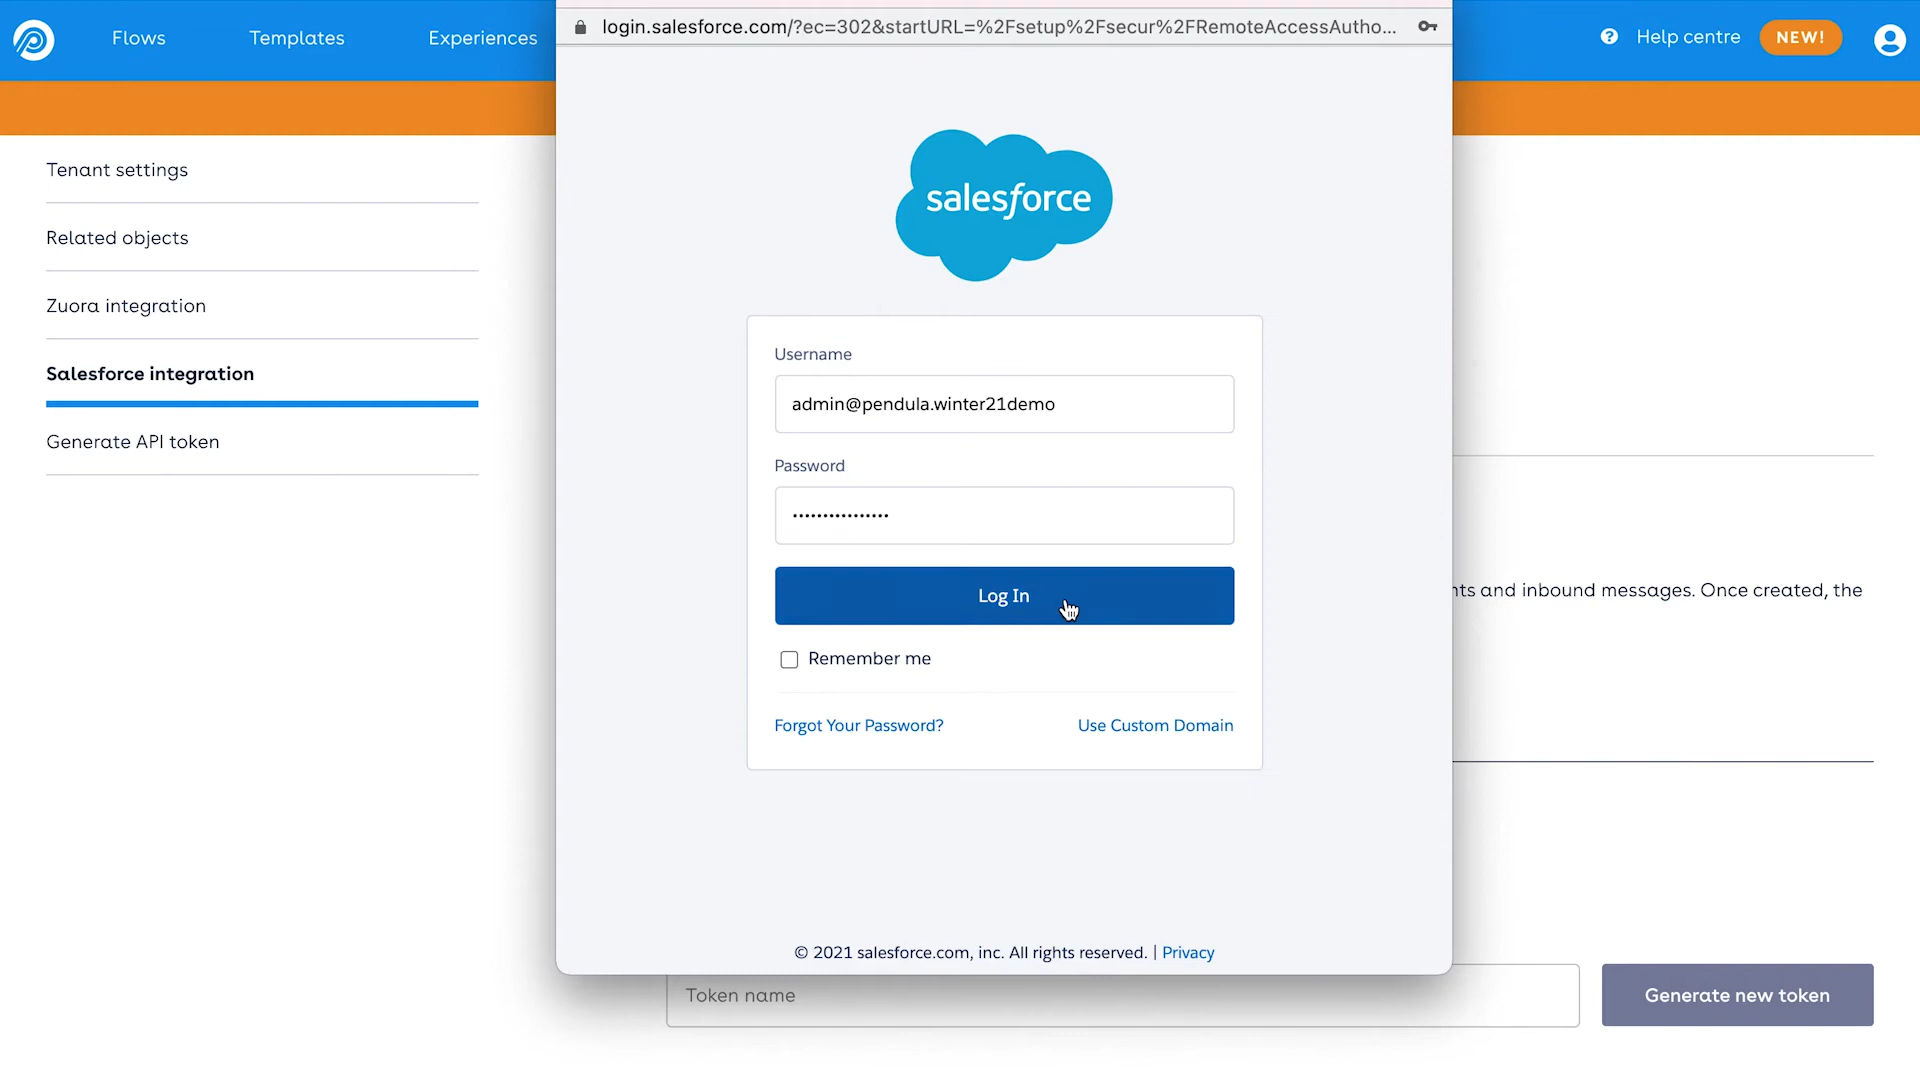 Flows
Templates
Experiences
login.salesforce.com/?ec=302&startURL=%2Fsetup%2Fsecur%2FRemoteAccessAutho...
Help centre
NEW!
Tenant settings
Related objects
Zuora integration
Salesforce integration
Generate API token
salesforce
Username
admin@pendula.winter21demo
Password
••••••••••••••••
Log In
Remember me
Forgot Your Password?
Use Custom Domain
© 2021 salesforce.com, inc. All rights reserved. | Privacy
and inbound messages. Once created, the
Token name
Generate new token